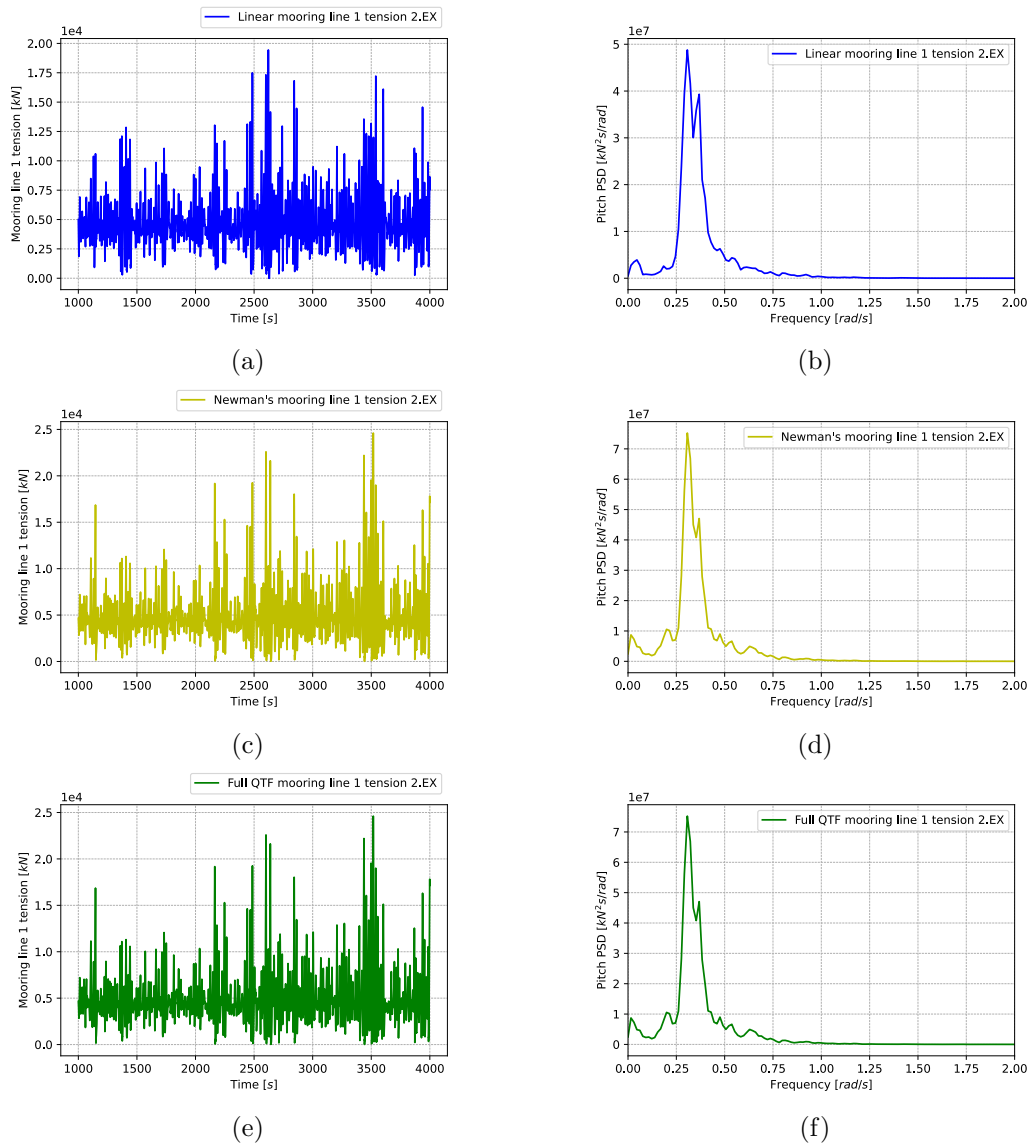 Linear mooring line 1 tension 2.EX
1e4
Mooring line 1 tension [kN]
2.00
1.75
1.50
1.25
1.00
0.75
0.50
0.25
0.00
1000 1500 2000 2500 3000 3500 4000
Time [s]
(a)
1e7
Linear mooring line 1 tension 2.EX
Pitch PSD [kN²s/rad]
5
4
3
2
1
0
0.00 0.25 0.50 0.75 1.00 1.25 1.50 1.75 2.00
Frequency [rad/s]
(b)
Newman's mooring line 1 tension 2.EX
1e4
Mooring line 1 tension [kN]
2.5
2.0
1.5
1.0
0.5
0.0
1000 1500 2000 2500 3000 3500 4000
Time [s]
(c)
1e7
Newman's mooring line 1 tension 2.EX
Pitch PSD [kN²s/rad]
8
7
6
5
4
3
2
1
0
0.00 0.25 0.50 0.75 1.00 1.25 1.50 1.75 2.00
Frequency [rad/s]
(d)
Full QTF mooring line 1 tension 2.EX
1e4
Mooring line 1 tension [kN]
2.5
2.0
1.5
1.0
0.5
0.0
1000 1500 2000 2500 3000 3500 4000
Time [s]
(e)
1e7
Full QTF mooring line 1 tension 2.EX
Pitch PSD [kN²s/rad]
7
6
5
4
3
2
1
0
0.00 0.25 0.50 0.75 1.00 1.25 1.50 1.75 2.00
Frequency [rad/s]
(f)